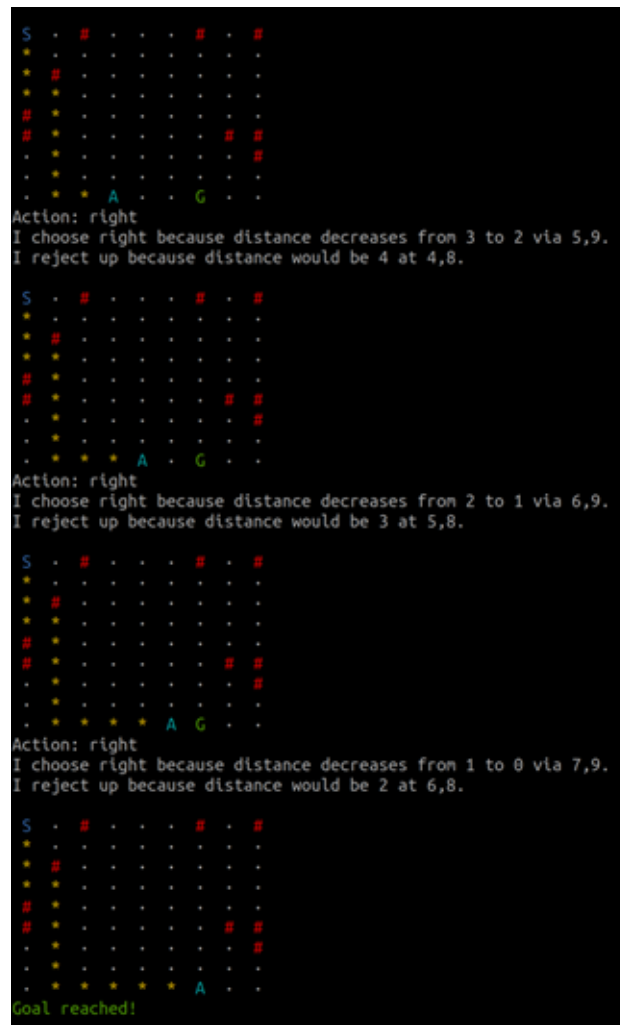 S . # . . . # . #
* . . . . . . . .
* # . . . . . . .
* * . . . . . . .
# * . . . . . . .
# * . . . . . # #
. * . . . . . . #
. * . . . . . . .
. * * A . . G . .
Action: right
I choose right because distance decreases from 3 to 2 via 5,9.
I reject up because distance would be 4 at 4,8.
S . # . . . # . #
* . . . . . . . .
* # . . . . . . .
* * . . . . . . .
# * . . . . . . .
# * . . . . . # #
. * . . . . . . #
. * . . . . . . .
. * * * A . G . .
Action: right
I choose right because distance decreases from 2 to 1 via 6,9.
I reject up because distance would be 3 at 5,8.
S . # . . . # . #
* . . . . . . . .
* # . . . . . . .
* * . . . . . . .
# * . . . . . . .
# * . . . . . # #
. * . . . . . . #
. * . . . . . . .
. * * * * A G . .
Action: right
I choose right because distance decreases from 1 to 0 via 7,9.
I reject up because distance would be 2 at 6,8.
S . # . . . # . #
* . . . . . . . .
* # . . . . . . .
* * . . . . . . .
# * . . . . . . .
# * . . . . . # #
. * . . . . . . #
. * . . . . . . .
. * * * * * A . .
Goal reached!